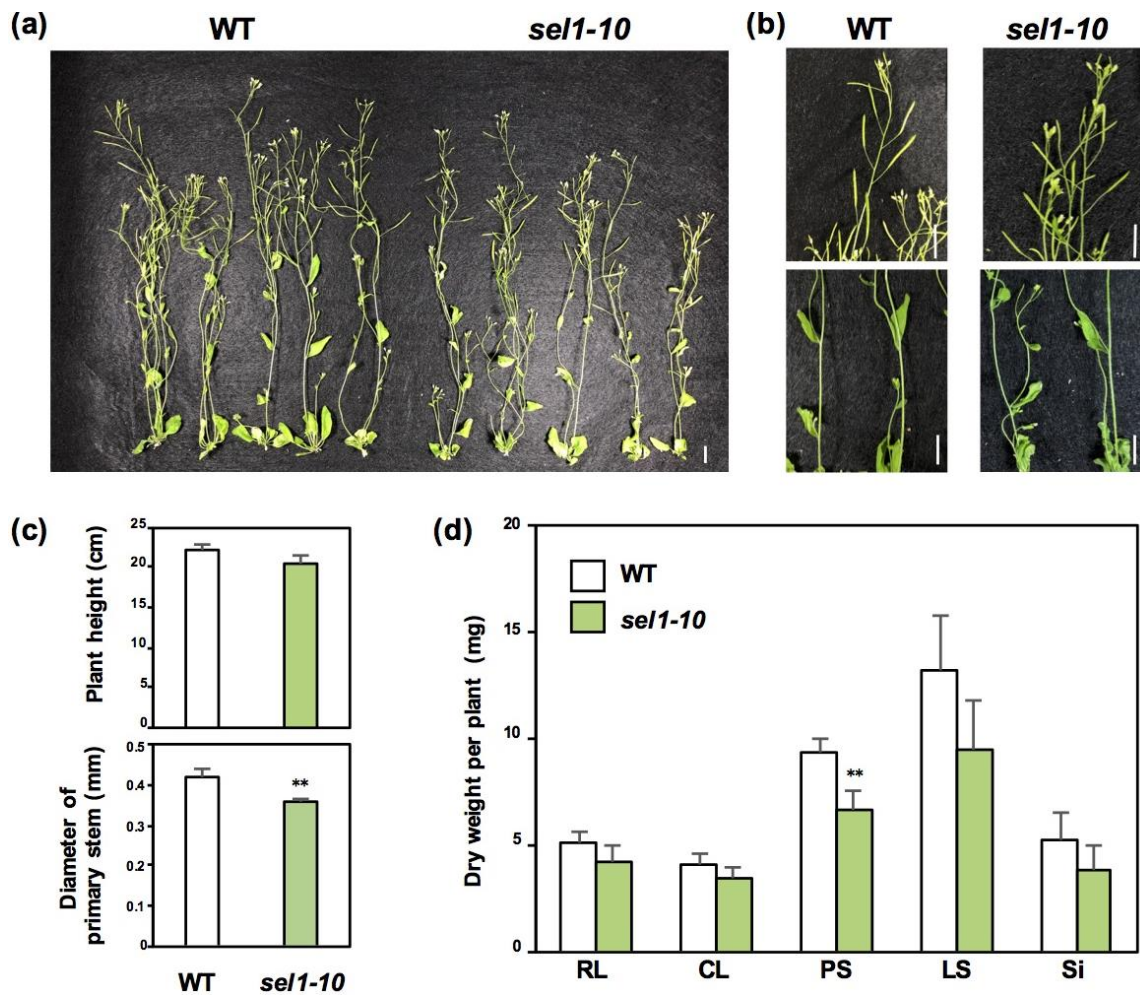 (a) WT sel1-10
(b) WT sel1-10
(c)
Plant height (cm)
25
20
15
10
5
0
Diameter of
primary stem (mm)
0.5
0.4
0.3
0.2
0.1
0
**
WT sel1-10
(d)
Dry weight per plant (mg)
20
15
10
5
0
WT
sel1-10
**
RL CL PS LS Si